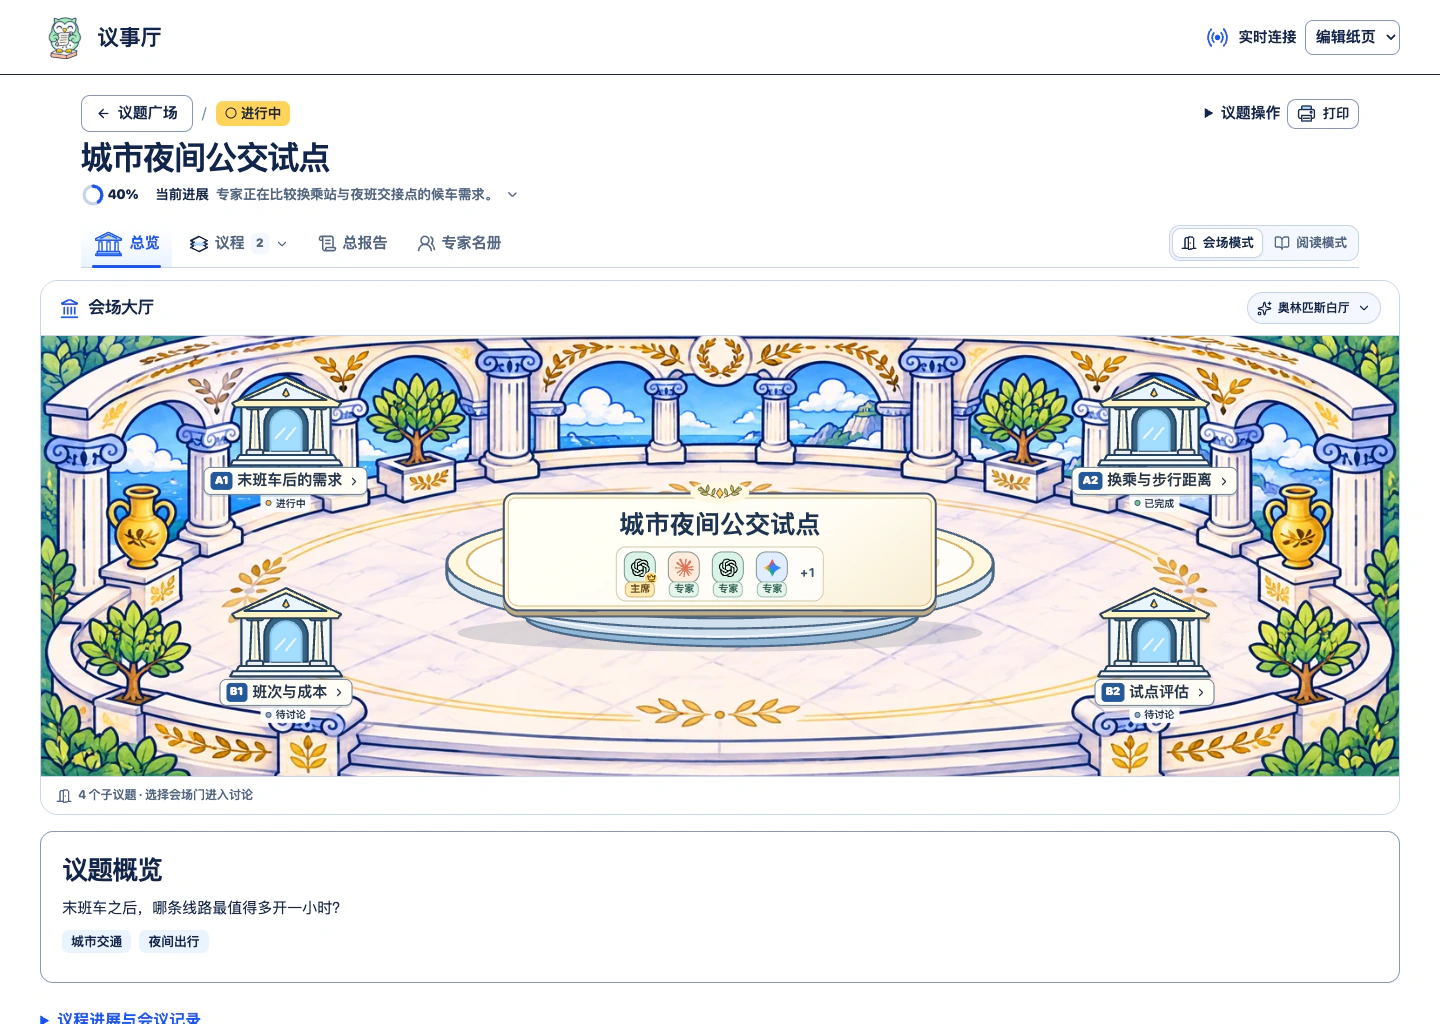 议事厅
实时连接
编辑纸页
议题广场
/
进行中
议题操作
打印
城市夜间公交试点
40%
当前进展 专家正在比较换乘站与夜班交接点的候车需求。
总览
议程 2
总报告
专家名册
会场模式
阅读模式
会场大厅
奥林匹斯白厅
A1 末班车后的需求
进行中
A2 换乘与步行距离
已完成
城市夜间公交试点
主席
专家
专家
专家
+1
B1 班次与成本
待讨论
B2 试点评估
待讨论
4 个子议题 · 选择会场门进入讨论
议题概览
末班车之后，哪条线路最值得多开一小时？
城市交通
夜间出行
议程进展与会议记录